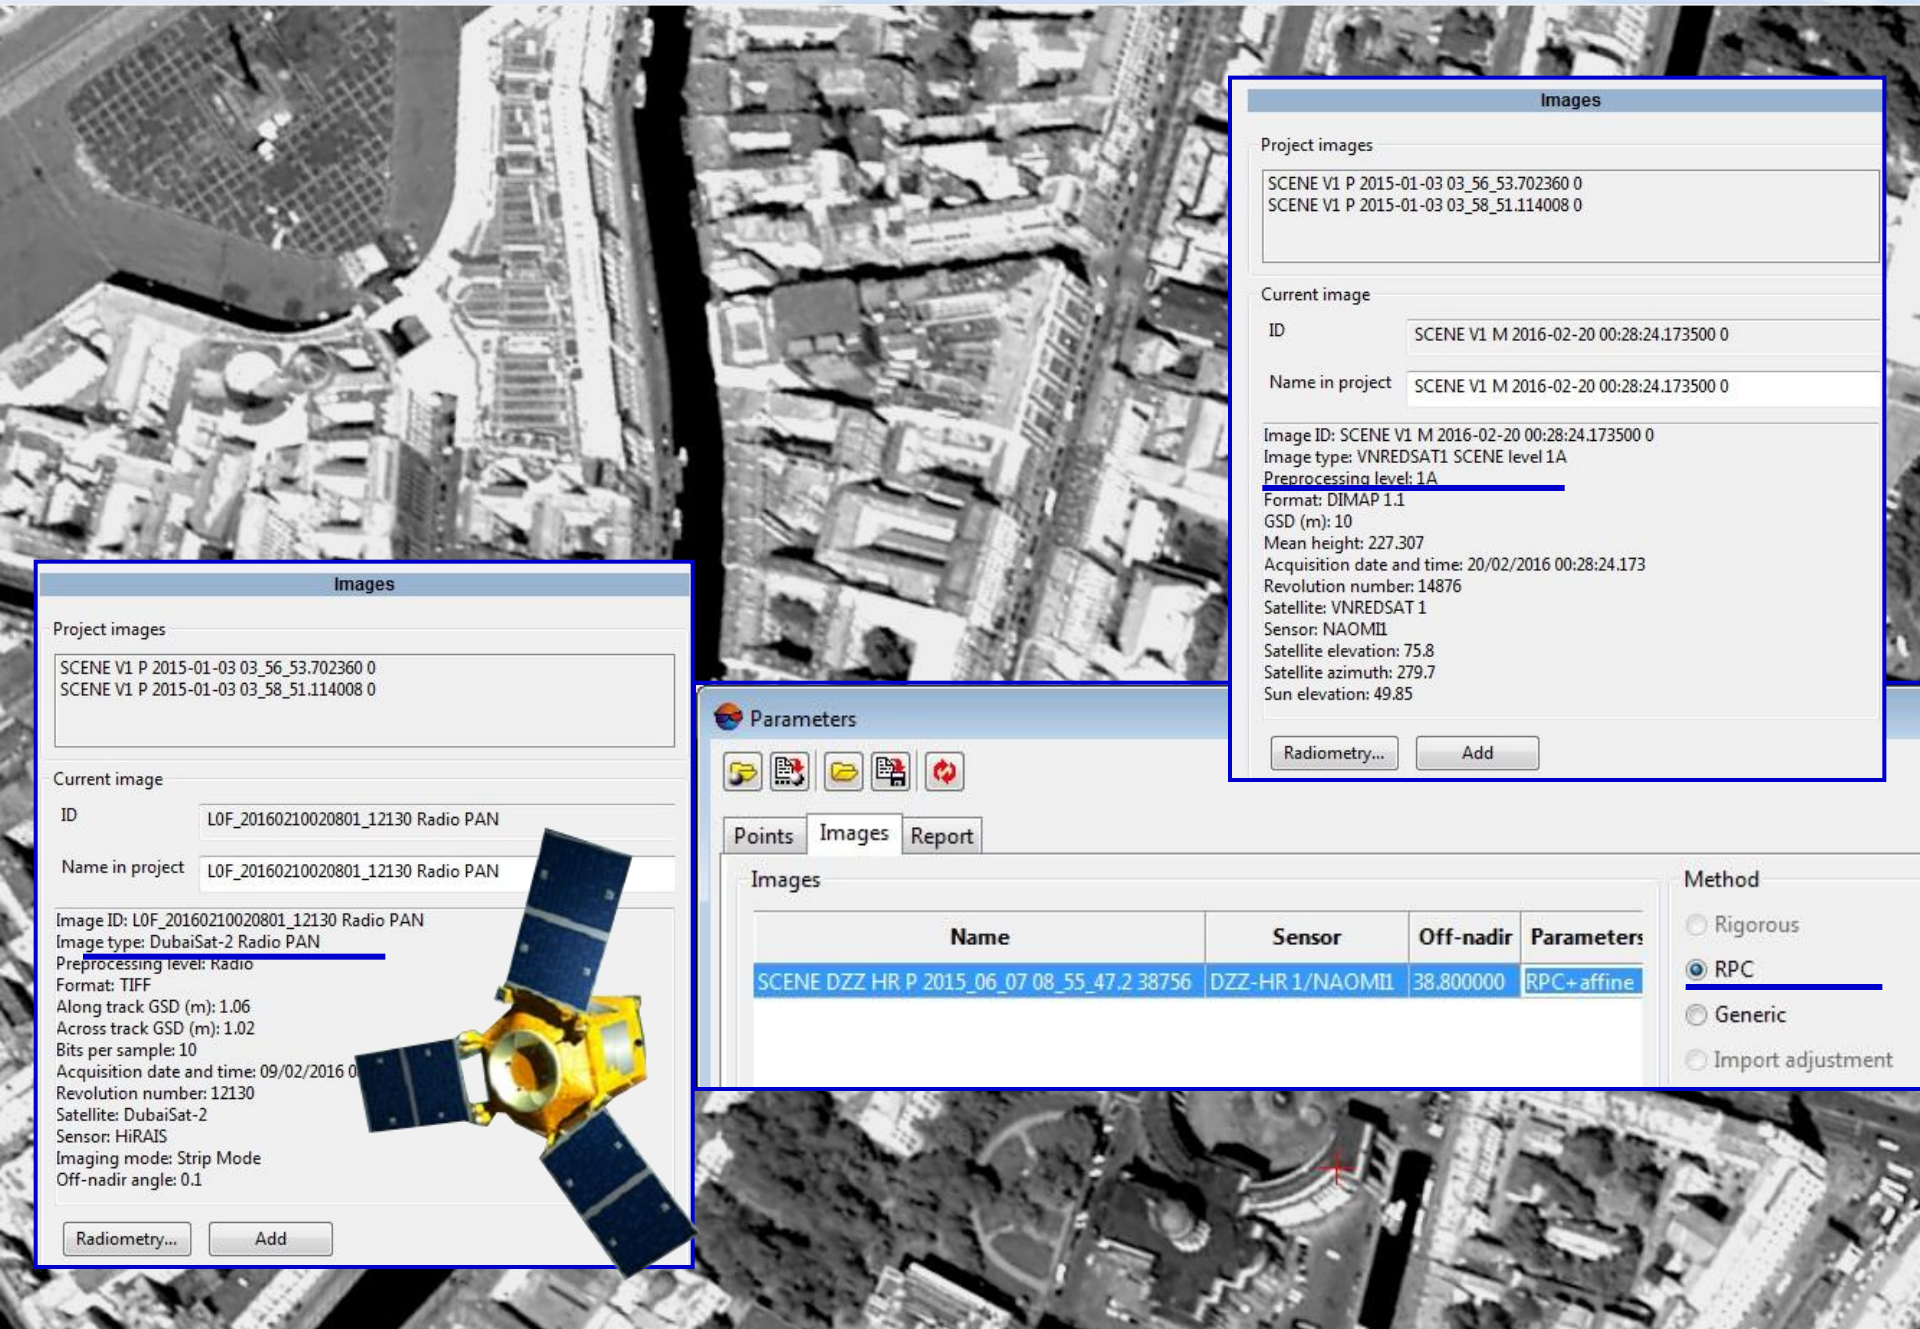 Images
Project images
SCENE V1 P 2015-01-03 03_56_53.702360 0
SCENE V1 P 2015-01-03 03_58_51.114008 0
Current image
ID
SCENE V1 M 2016-02-20 00:28:24.173500 0
Name in project
SCENE V1 M 2016-02-20 00:28:24.173500 0
Image ID: SCENE V1 M 2016-02-20 00:28:24.173500 0
Image type: VNREDSAT1 SCENE level 1A
Preprocessing level: 1A
Format: DIMAP 1.1
GSD (m): 10
Mean height: 227.307
Acquisition date and time: 20/02/2016 00:28:24.173
Revolution number: 14876
Satellite: VNREDSAT 1
Sensor: NAOMI1
Satellite elevation: 75.8
Satellite azimuth: 279.7
Sun elevation: 49.85
Radiometry... Add
Images
Project images
SCENE V1 P 2015-01-03 03_56_53.702360 0
SCENE V1 P 2015-01-03 03_58_51.114008 0
Current image
ID
L0F_20160210020801_12130 Radio PAN
Name in project
L0F_20160210020801_12130 Radio PAN
Image ID: L0F_20160210020801_12130 Radio PAN
Image type: DubaiSat-2 Radio PAN
Preprocessing level: Radio
Format: TIFF
Along track GSD (m): 1.06
Across track GSD (m): 1.02
Bits per sample: 10
Acquisition date and time: 09/02/2016 0
Revolution number: 12130
Satellite: DubaiSat-2
Sensor: HiRAIS
Imaging mode: Strip Mode
Off-nadir angle: 0.1
Radiometry... Add
Parameters
Points Images Report
Images
Name Sensor Off-nadir Parameters
SCENE DZZ HR P 2015_06_07 08_55_47.2 38756 DZZ-HR 1/NAOMI1 38.800000 RPC+affine
Method
Rigorous
RPC
Generic
Import adjustment